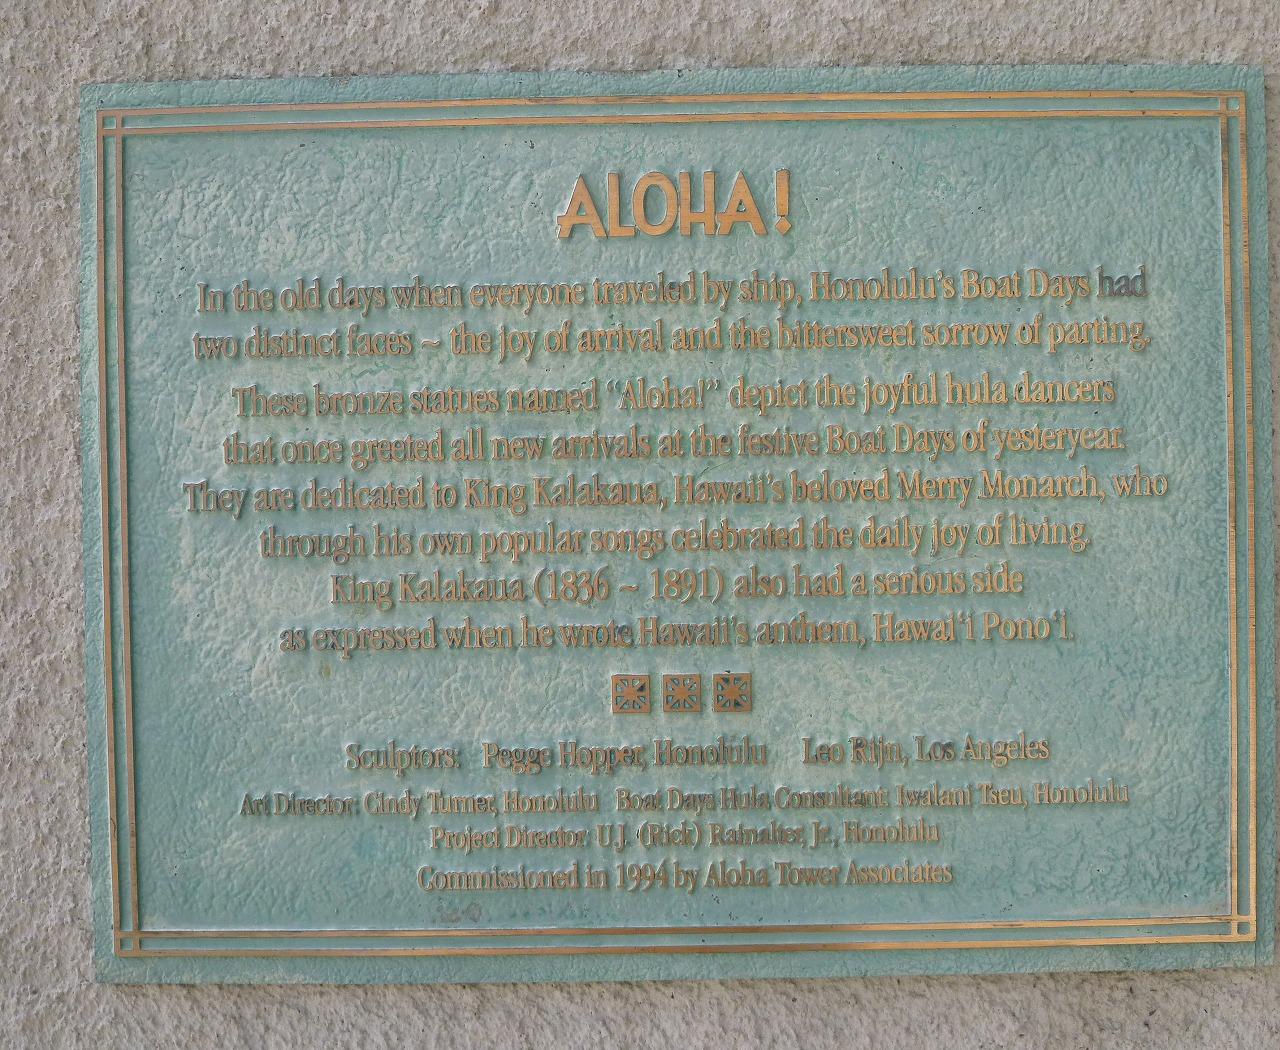 ALOHA!
In the old days when everyone traveled by ship, Honolulu's Boat Days had
two distinct faces ~ the joy of arrival and the bittersweet sorrow of parting.
These bronze statues named "Aloha!" depict the joyful hula dancers
that once greeted all new arrivals at the festive Boat Days of yesteryear.
They are dedicated to King Kalakaua, Hawaii's beloved Merry Monarch, who
through his own popular songs celebrated the daily joy of living.
King Kalakaua (1836 ~ 1891) also had a serious side
as expressed when he wrote Hawaii's anthem, Hawai'i Pono'i.
Sculptors: Pegge Hopper, Honolulu Leo Rijn, Los Angeles
Art Director: Cindy Turner, Honolulu Boat Days Hula Consultant: Iwalani Tseu, Honolulu
Project Director U.J. (Rick) Rainalter, Jr., Honolulu
Commissioned in 1994 by Aloha Tower Associates